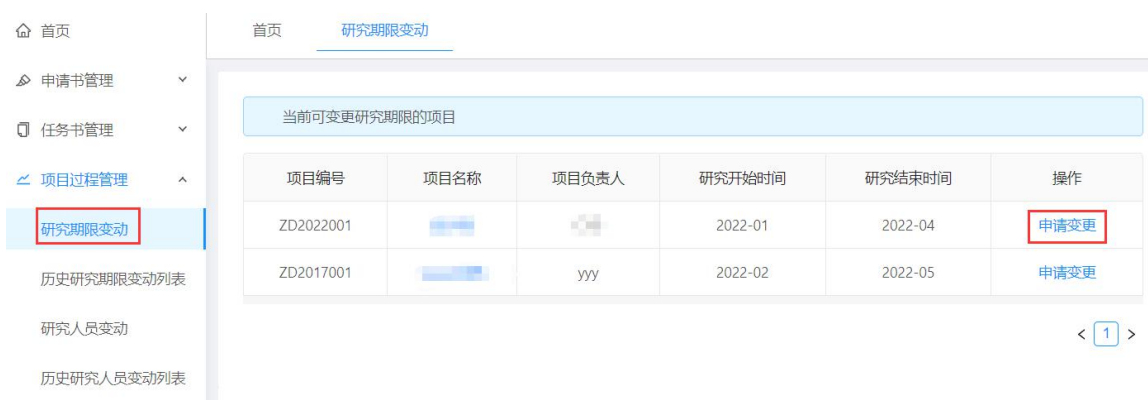 首页
申请书管理
任务书管理
项目过程管理
研究期限变动
历史研究期限变动列表
研究人员变动
历史研究人员变动列表
首页 研究期限变动
当前可变更研究期限的项目
项目编号 项目名称 项目负责人 研究开始时间 研究结束时间 操作
ZD2022001 2022-01 2022-04 申请变更
ZD2017001 yyy 2022-02 2022-05 申请变更
< 1 >